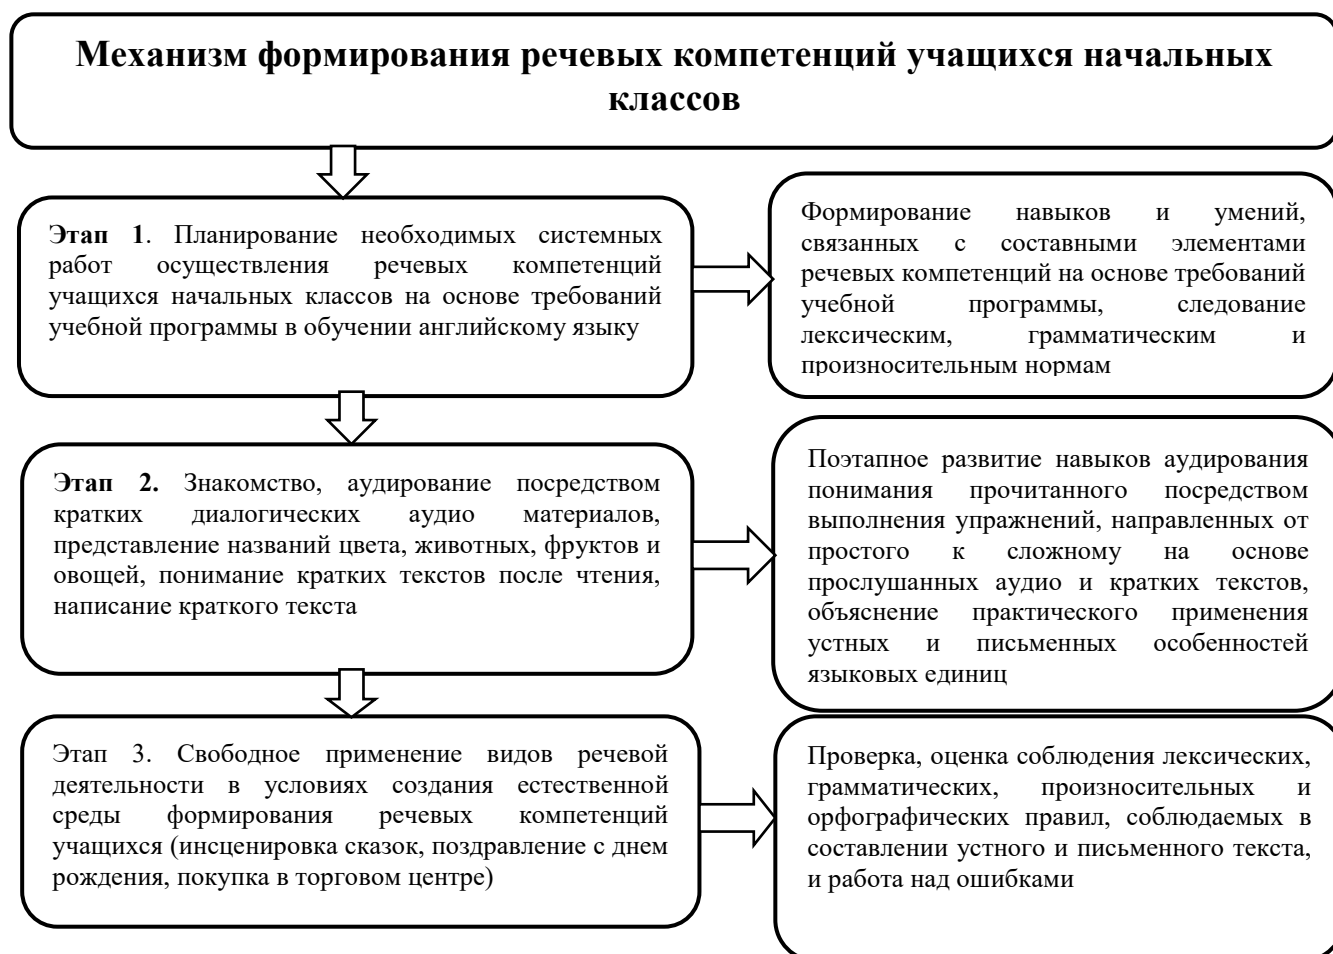 Механизм формирования речевых компетенций учащихся начальных
классов
Этап 1. Планирование необходимых системных
работ осуществления речевых компетенций
учащихся начальных классов на основе требований
учебной программы в обучении английскому языку
Формирование навыков и умений,
связанных с составными элементами
речевых компетенций на основе требований
учебной программы, следование
лексическим, грамматическим и
произносительным нормам
Этап 2. Знакомство, аудирование посредством
кратких диалогических аудио материалов,
представление названий цвета, животных, фруктов и
овощей, понимание кратких текстов после чтения,
написание краткого текста
Поэтапное развитие навыков аудирования
понимания прочитанного посредством
выполнения упражнений, направленных от
простого к сложному на основе
прослушанных аудио и кратких текстов,
объяснение практического применения
устных и письменных особенностей
языковых единиц
Этап 3. Свободное применение видов речевой
деятельности в условиях создания естественной
среды формирования речевых компетенций
учащихся (инсценировка сказок, поздравление с днем
рождения, покупка в торговом центре)
Проверка, оценка соблюдения лексических,
грамматических, произносительных и
орфографических правил, соблюдаемых в
составлении устного и письменного текста,
и работа над ошибками